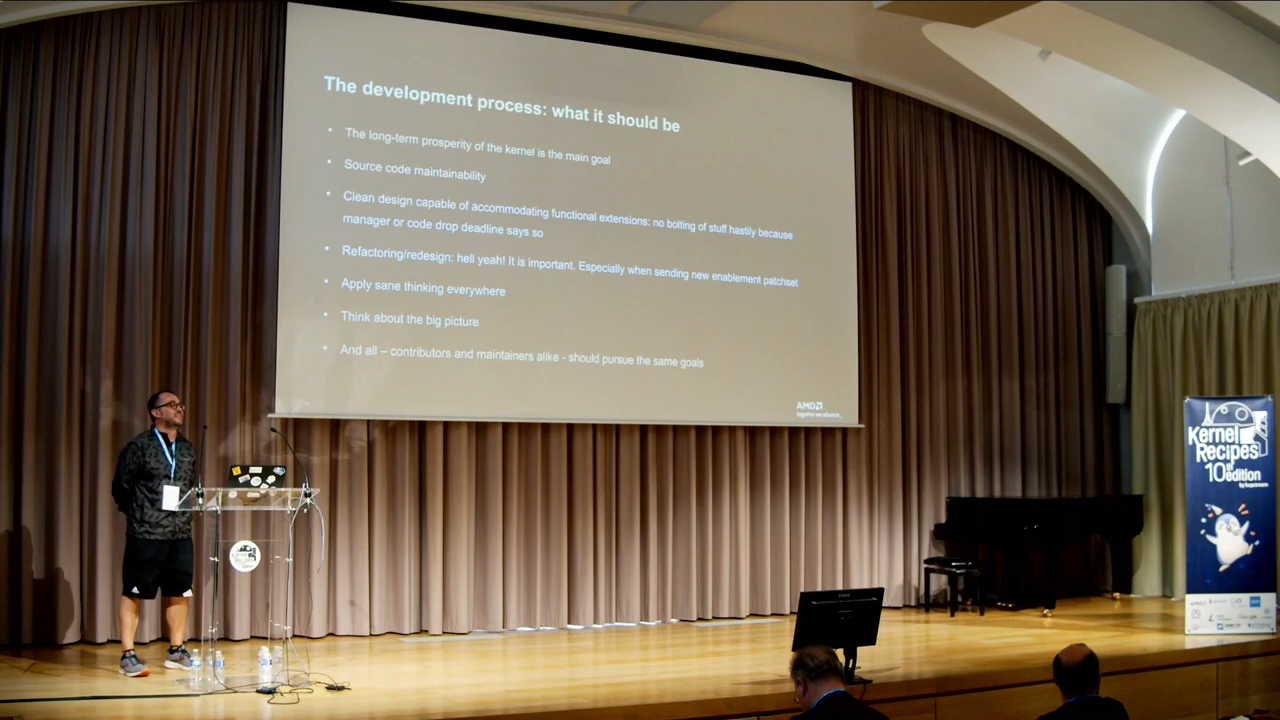 The development process: what it should be
• The long-term prosperity of the kernel is the main goal
• Source code maintainability
• Clean design capable of accommodating functional extensions: no bolting of stuff hastily because
manager or code drop deadline says so
• Refactoring/redesign: hell yeah! It is important. Especially when sending new enablement patchset
• Apply sane thinking everywhere
• Think about the big picture
• And all – contributors and maintainers alike - should pursue the same goals
AMD
together we advance_
Kernel
Recipes
10th edition